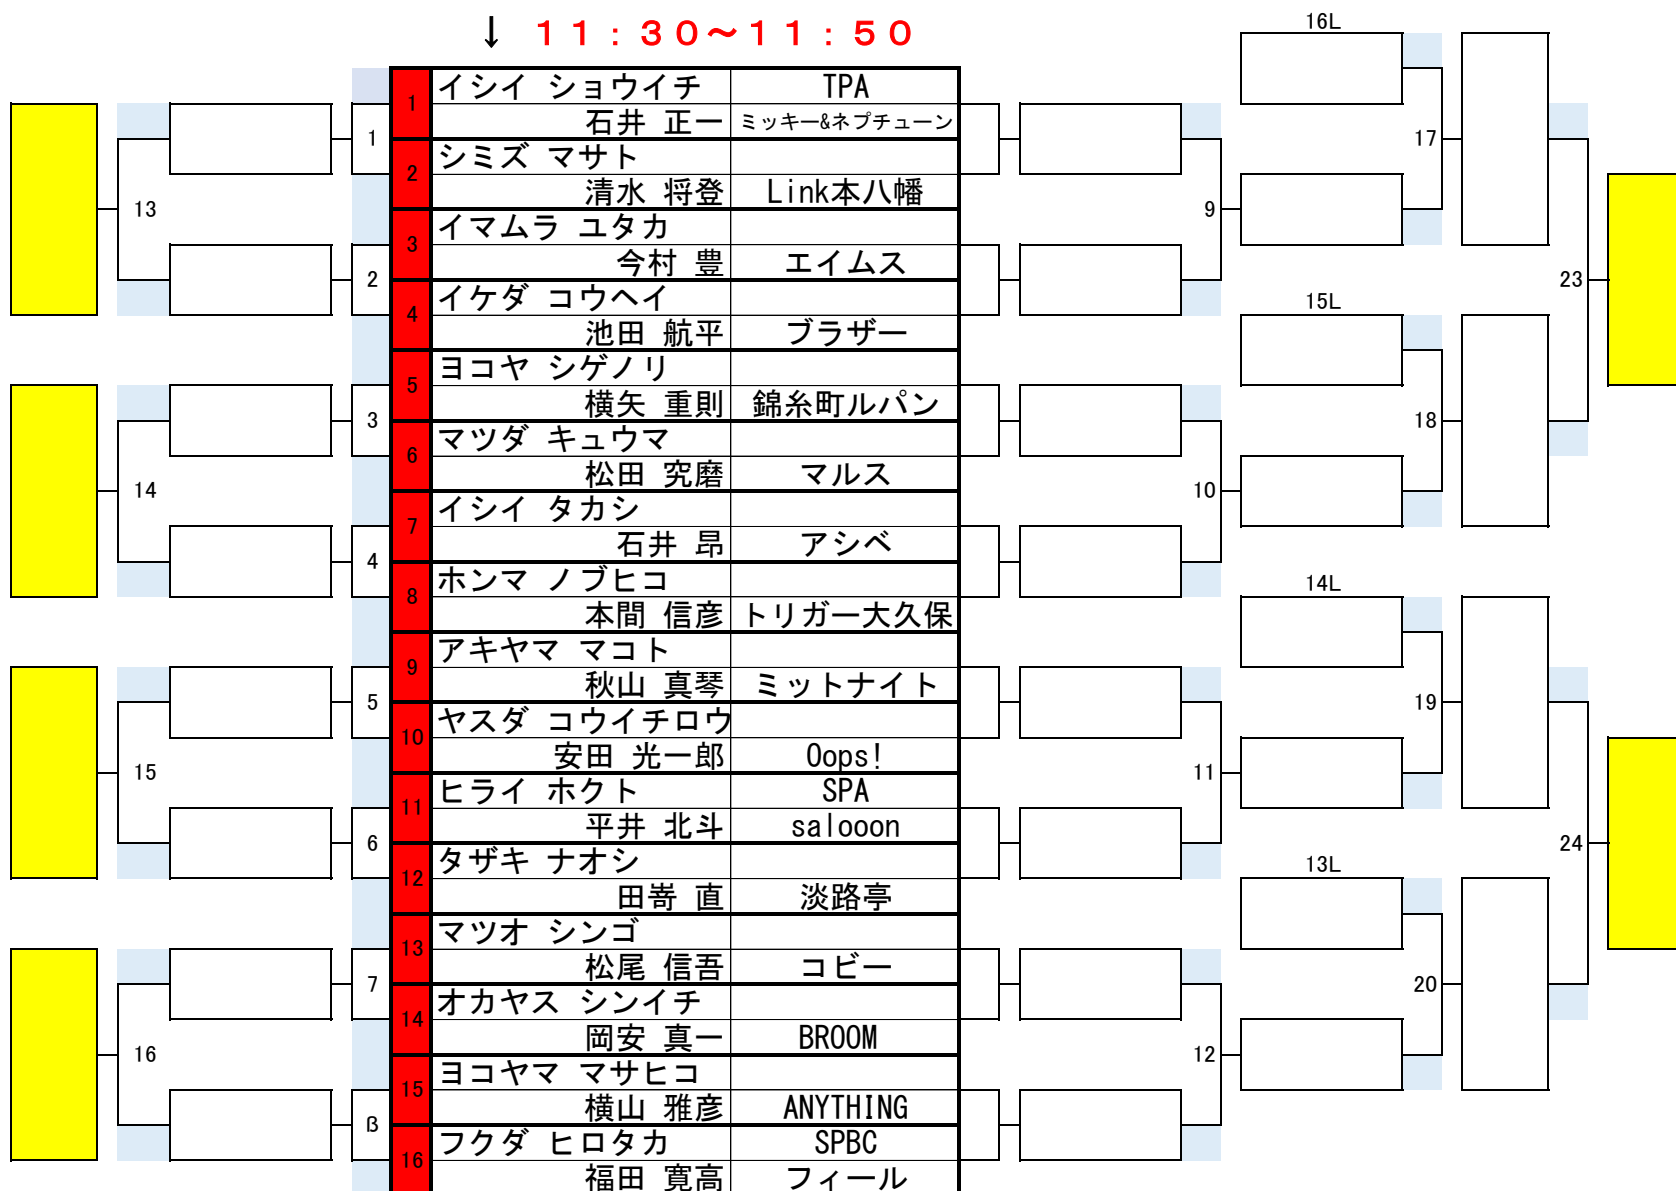 ↓ 11:30～11:50
16L
1 イシイ ショウイチ TPA
石井 正一 ミッキー&ネプチューン
1
17
2 シミズ マサト
清水 将登 Link本八幡
13
9
3 イマムラ ユタカ
今村 豊 エイムス
2
23
4 イケダ コウヘイ
池田 航平 ブラザー
15L
5 ヨコヤ シゲノリ
横矢 重則 錦糸町ルパン
3
18
6 マツダ キュウマ
松田 究磨 マルス
14
10
7 イシイ タカシ
石井 昂 アシベ
4
8 ホンマ ノブヒコ
本間 信彦 トリガー大久保
14L
9 アキヤマ マコト
秋山 真琴 ミットナイト
5
19
10 ヤスダ コウイチロウ
安田 光一郎 Oops!
15
11
11 ヒライ ホクト SPA
平井 北斗 salooon
6
24
12 タザキ ナオシ
田嵜 直 淡路亭
13L
13 マツオ シンゴ
松尾 信吾 コビー
7
20
14 オカヤス シンイチ
岡安 真一 BROOM
16
12
15 ヨコヤマ マサヒコ
横山 雅彦 ANYTHING
8
16 フクダ ヒロタカ SPBC
福田 寛高 フィール